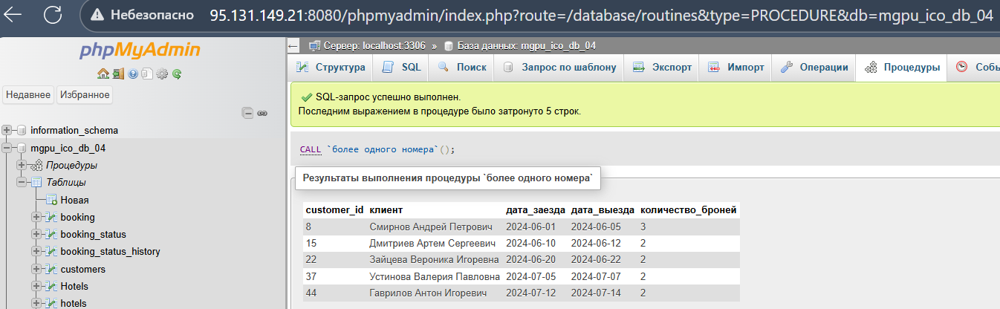 Небезопасно 95.131.149.21:8080/phpmyadmin/index.php?route=/database/routines&type=PROCEDURE&db=mgpu_ico_db_04
phpMyAdmin
Недавнее Избранное
information_schema
mgpu_ico_db_04
Процедуры
Таблицы
Новая
booking
booking_status
booking_status_history
customers
Hotels
hotels
Сервер: localhost:3306 » База данных: mgpu_ico_db_04
Структура SQL Поиск Запрос по шаблону Экспорт Импорт Операции Процедуры Собы
SQL-запрос успешно выполнен.
Последним выражением в процедуре было затронуто 5 строк.
CALL `более одного номера`();
Результаты выполнения процедуры `более одного номера`
customer_id клиент дата_заезда дата_выезда количество_броней
8 Смирнов Андрей Петрович 2024-06-01 2024-06-05 3
15 Дмитриев Артем Сергеевич 2024-06-10 2024-06-12 2
22 Зайцева Вероника Игоревна 2024-06-20 2024-06-22 2
37 Устинова Валерия Павловна 2024-07-05 2024-07-07 2
44 Гаврилов Антон Игоревич 2024-07-12 2024-07-14 2